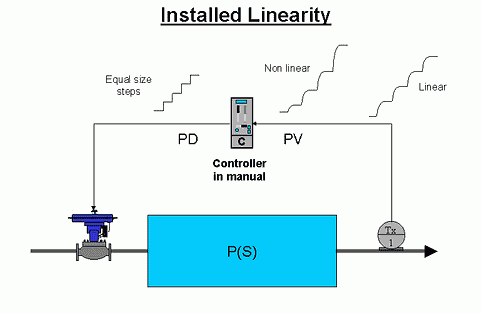 Installed Linearity
Non linear
Equal size
steps
Linear
PD
C
PV
Controller
in manual
P(S)
Tx
1